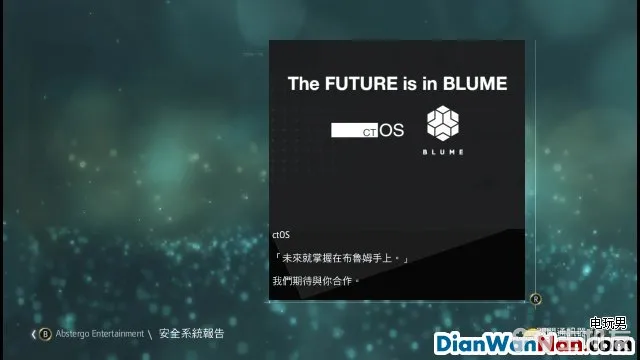 The FUTURE is in BLUME
CTOS
BLUME
ctOS
「未來就掌握在布魯姆手上。」
我們期待與你合作。
R
B Abstergo Entertainment \ 安全系統報告
电玩男
DianWanNan.com